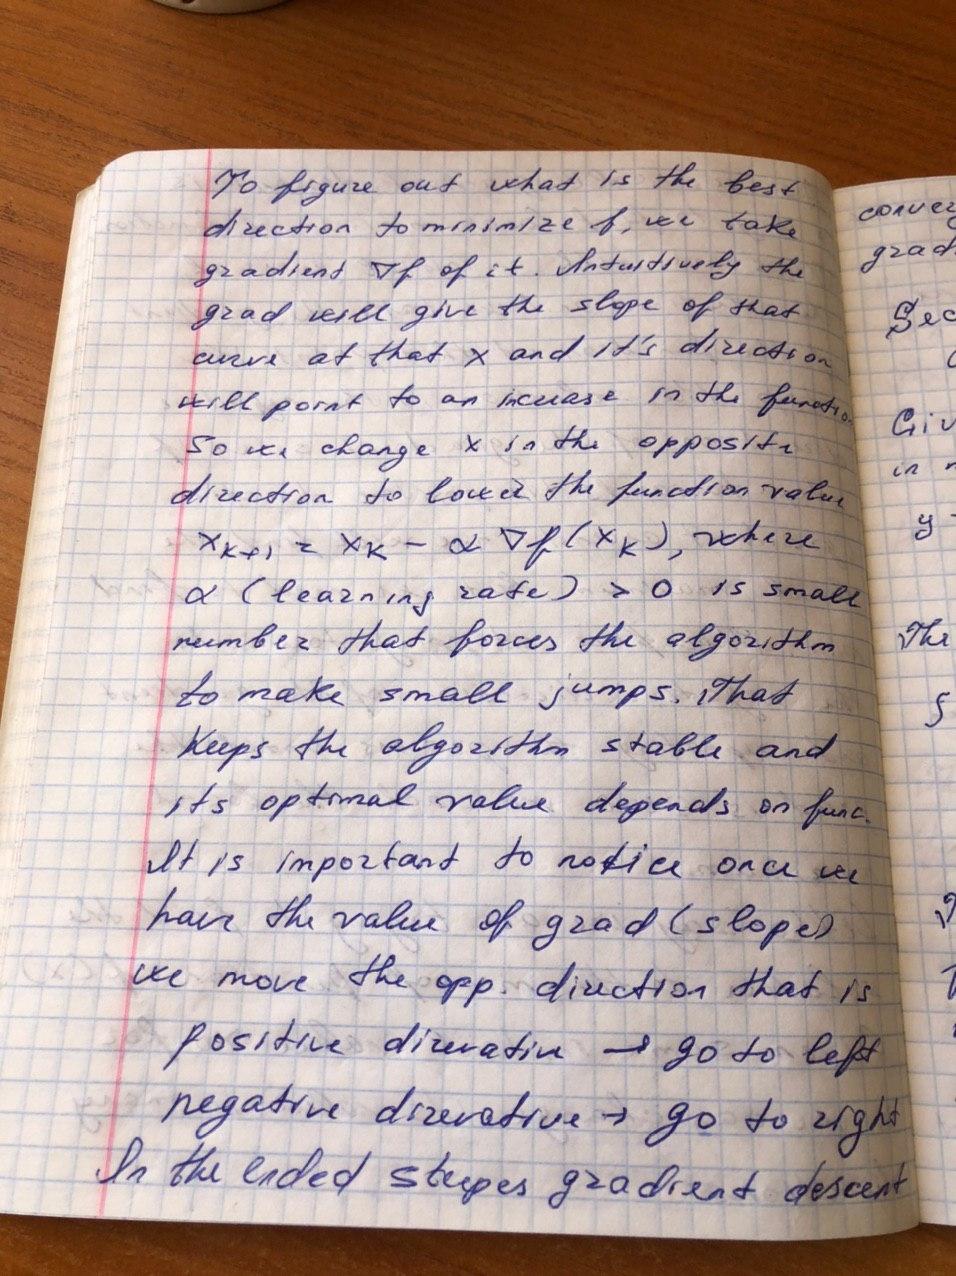 To figure out what is the best
direction to minimize f, we take
gradient ∇f of it. Intuitively the
grad will give the slope of that
curve at that x and it's direction
will point to an increase in the function
So we change x in the opposite
direction to lower the function value
x_{k+1} = x_k - α ∇f(x_k), where
α (learning rate) > 0 is small
number that forces the algorithm
to make small jumps. That
keeps the algorithm stable and
its optimal value depends on func.
It is important to notice once we
have the value of grad (slope)
we move the opp. direction that is
positive direvative → go to left
negative direvative → go to right
In the ended steepes gradient descent
conver
grad
Sec
Giv
in
y
The